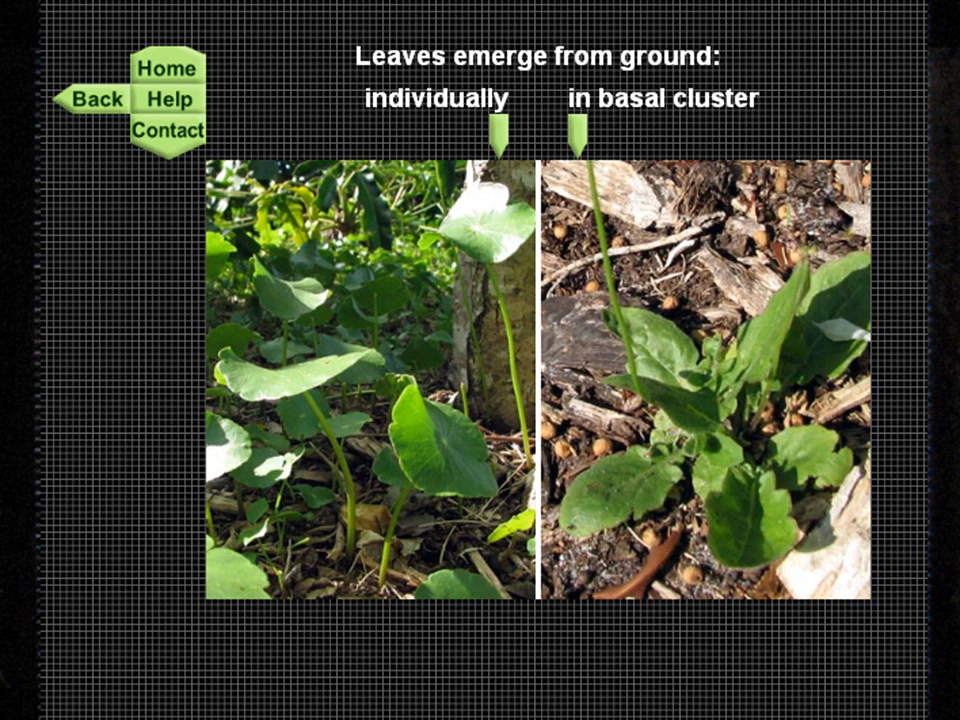 Leaves emerge from ground:
individually in basal cluster
Home
Back Help
Contact